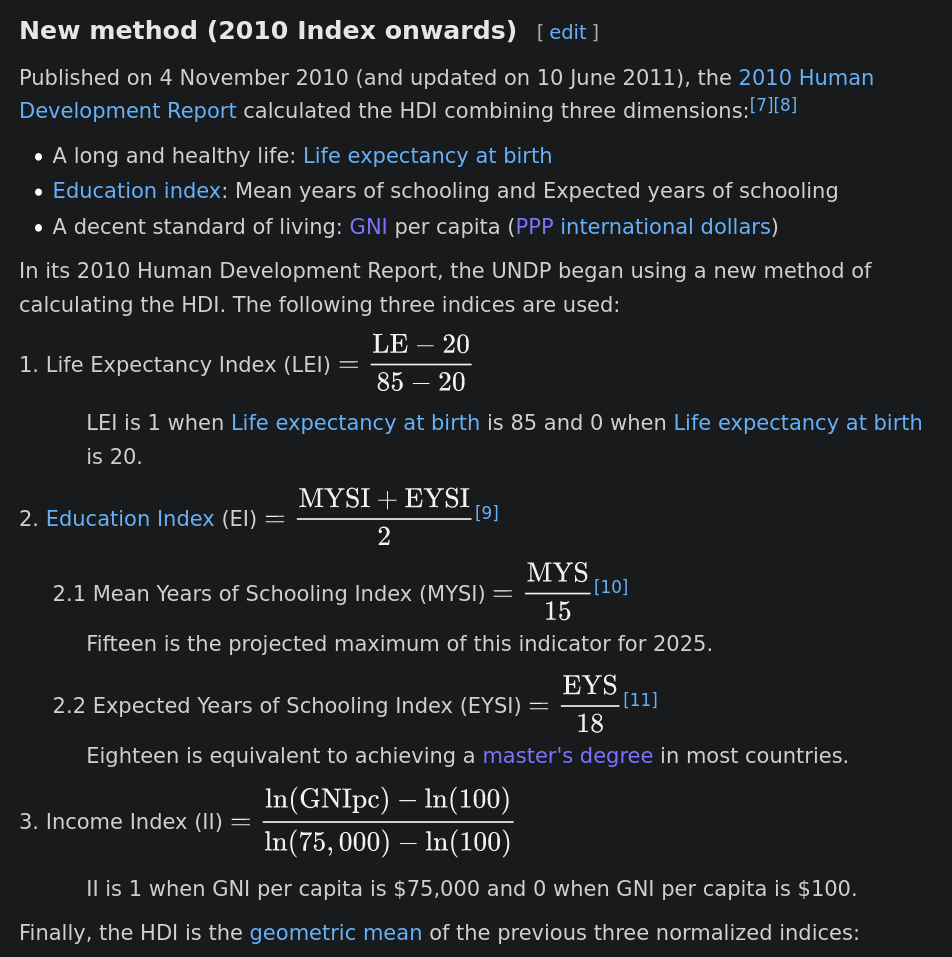 New method (2010 Index onwards) [ edit ]
Published on 4 November 2010 (and updated on 10 June 2011), the 2010 Human
Development Report calculated the HDI combining three dimensions:[7][8]
• A long and healthy life: Life expectancy at birth
• Education index: Mean years of schooling and Expected years of schooling
• A decent standard of living: GNI per capita (PPP international dollars)
In its 2010 Human Development Report, the UNDP began using a new method of
calculating the HDI. The following three indices are used:
1. Life Expectancy Index (LEI) = \frac{LE − 20}{85 − 20}
LEI is 1 when Life expectancy at birth is 85 and 0 when Life expectancy at birth
is 20.
2. Education Index (EI) = \frac{MYSI + EYSI}{2}[9]
2.1 Mean Years of Schooling Index (MYSI) = \frac{MYS}{15}[10]
Fifteen is the projected maximum of this indicator for 2025.
2.2 Expected Years of Schooling Index (EYSI) = \frac{EYS}{18}[11]
Eighteen is equivalent to achieving a master's degree in most countries.
3. Income Index (II) = \frac{ln(GNIpc) − ln(100)}{ln(75,000) − ln(100)}
II is 1 when GNI per capita is $75,000 and 0 when GNI per capita is $100.
Finally, the HDI is the geometric mean of the previous three normalized indices: